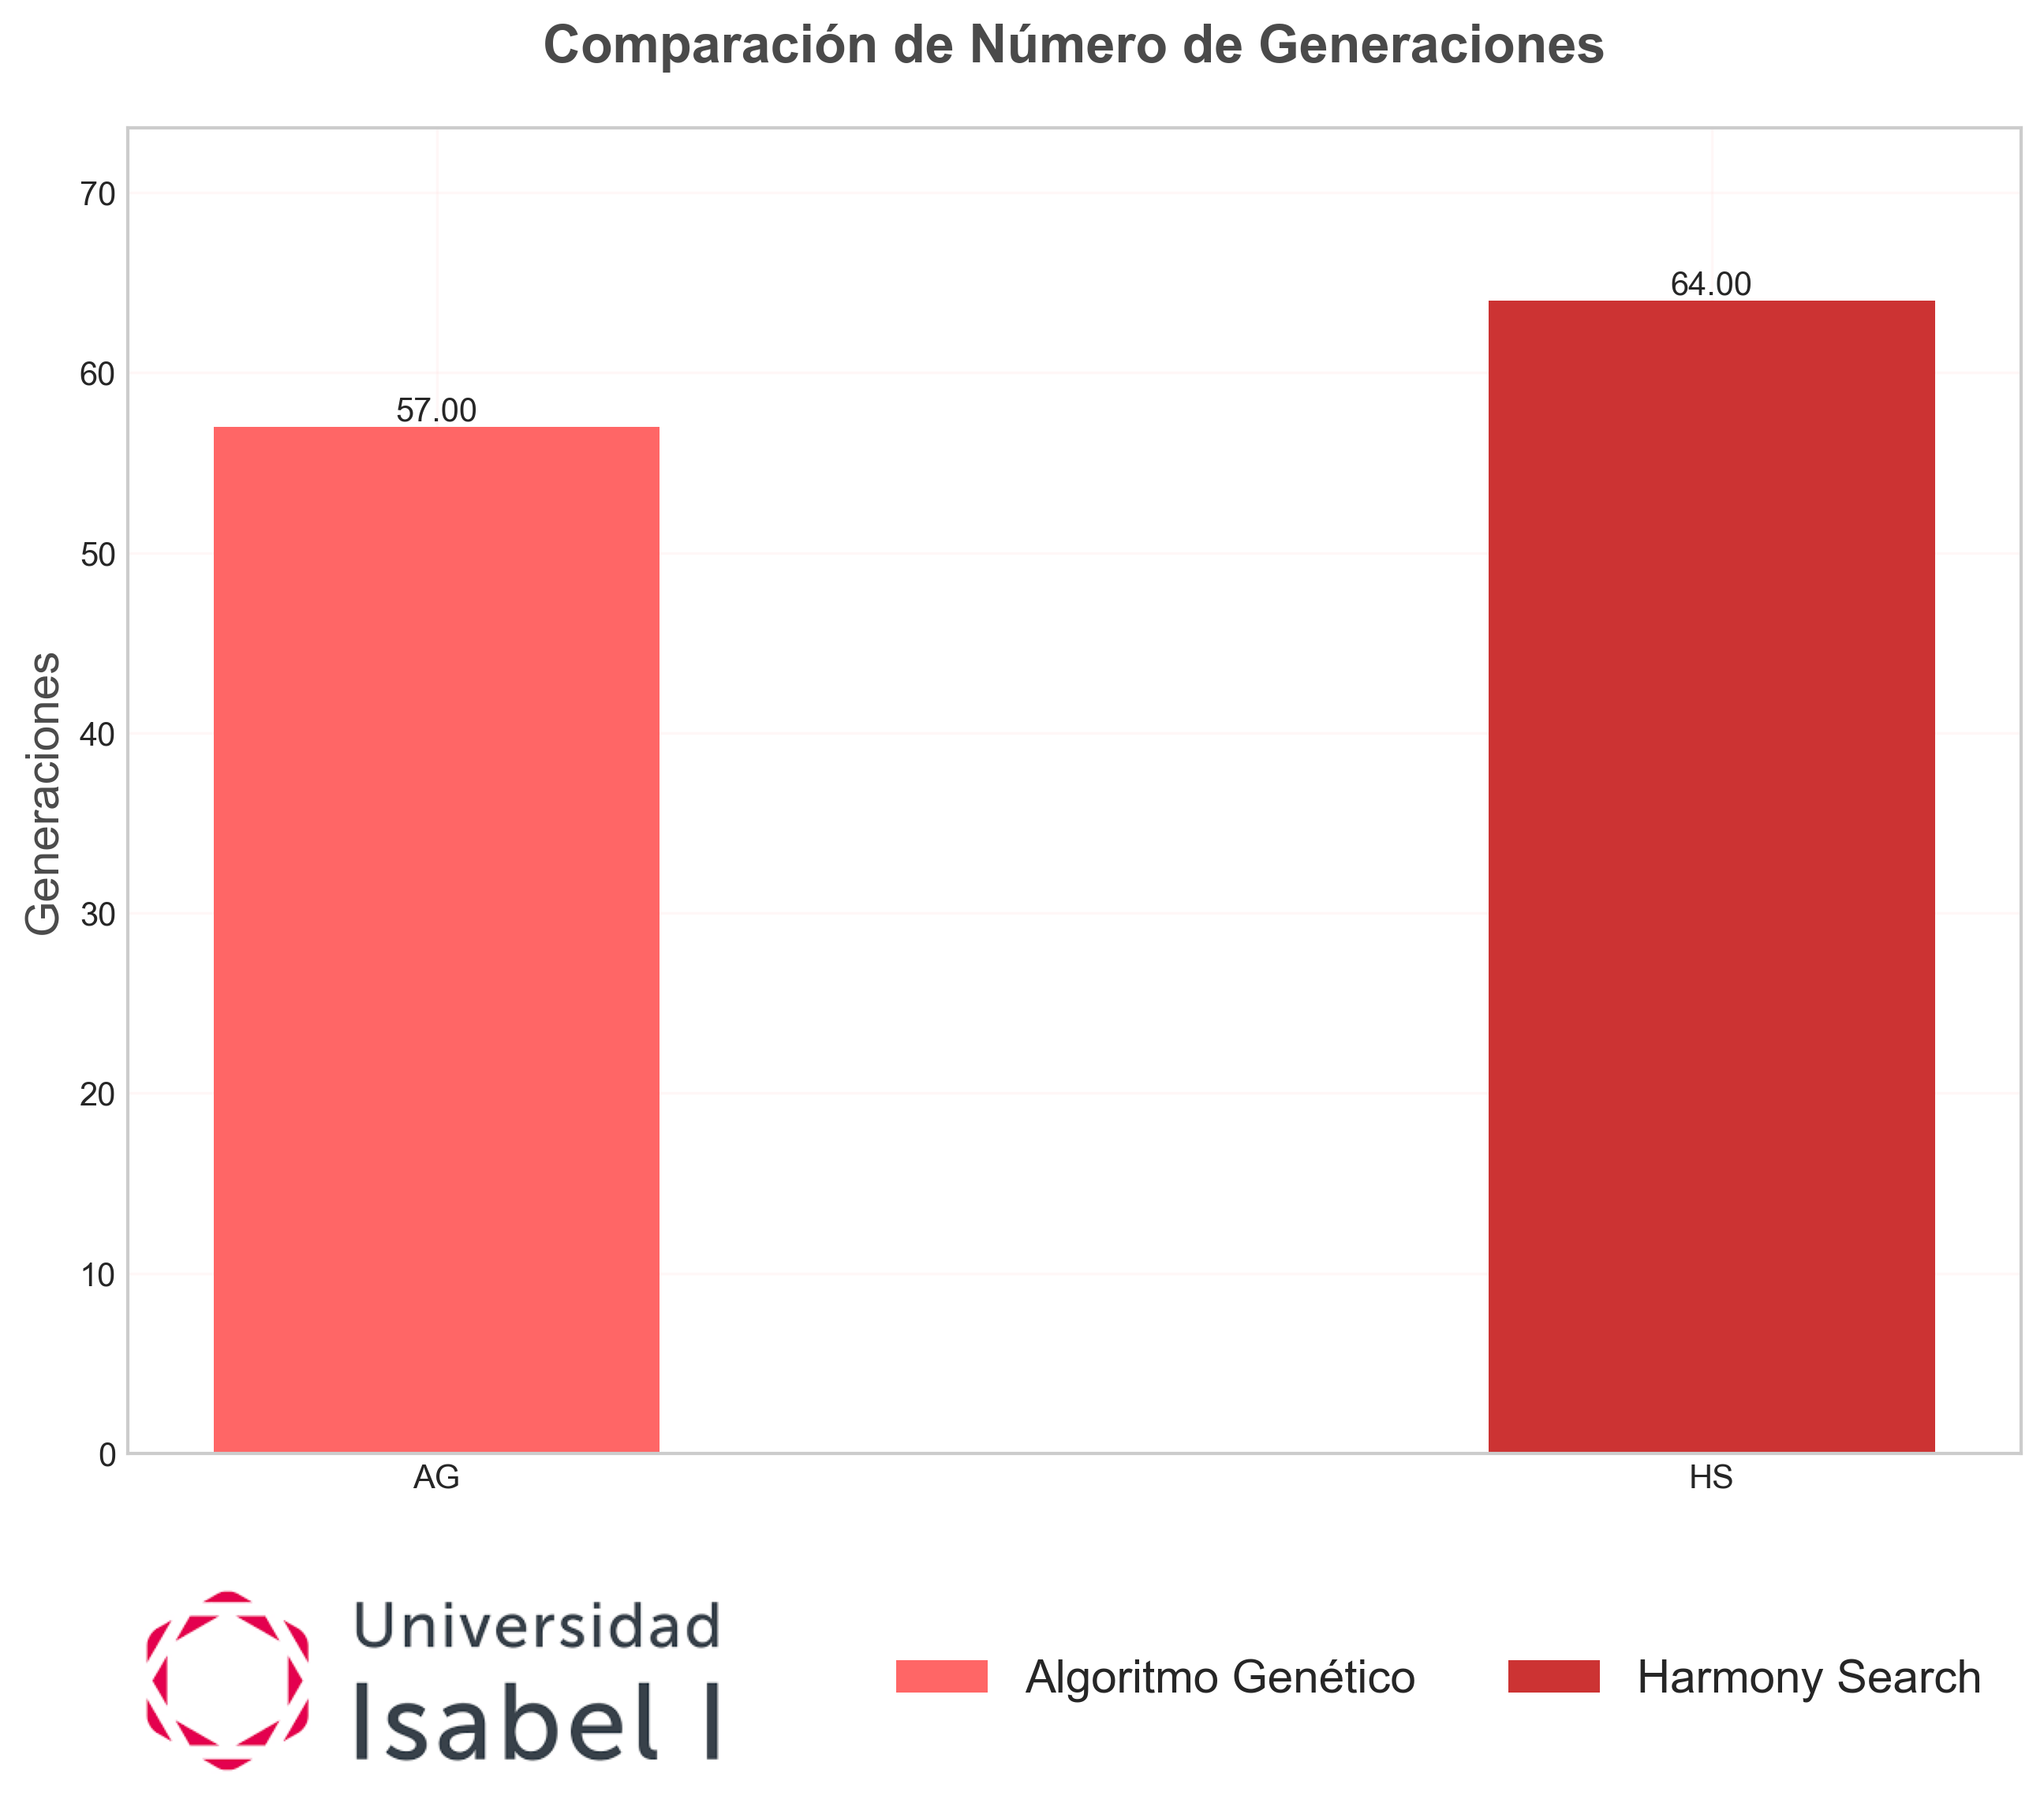 Comparación de Número de Generaciones
70
60
50
40
30
20
10
0
Generaciones
57.00
64.00
AG
HS
Universidad
Isabel I
Algoritmo Genético
Harmony Search